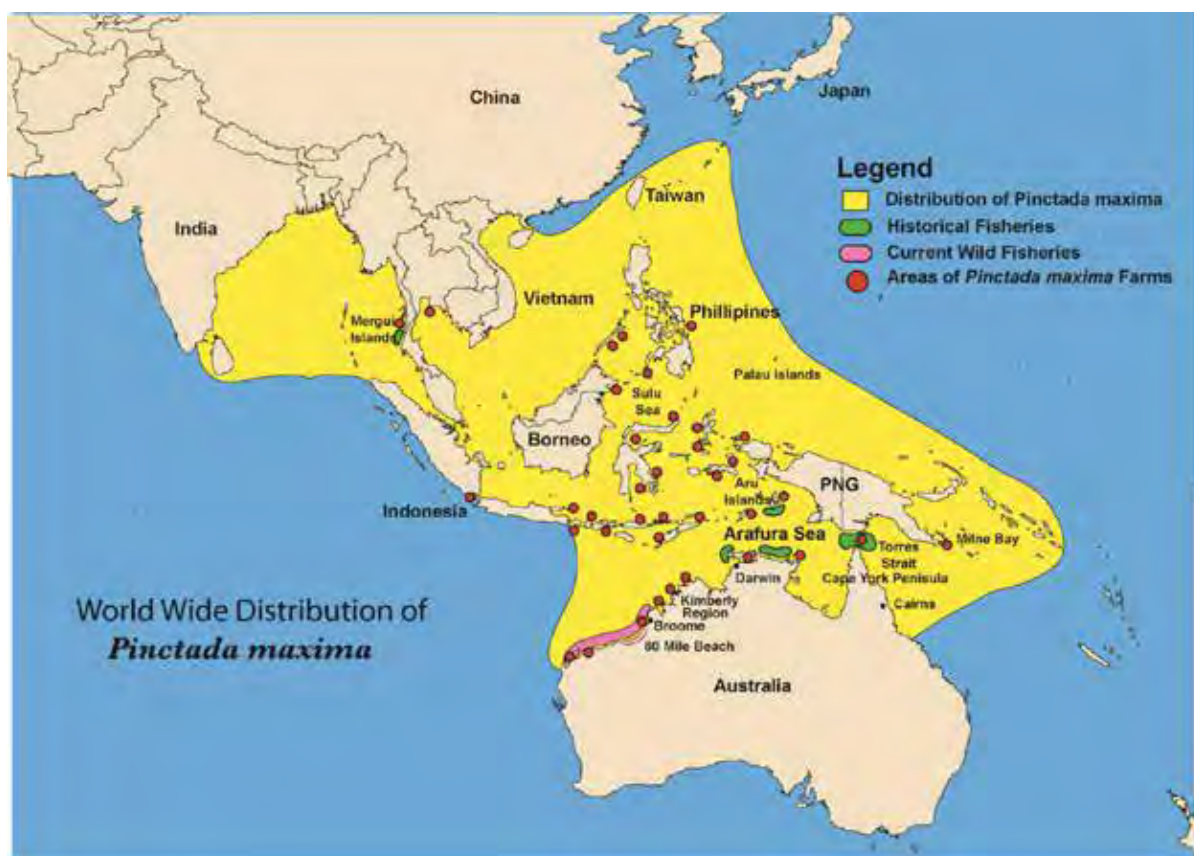 China
Japan
Legend
Distribution of Pinctada maxima
Historical Fisheries
Current Wild Fisheries
Areas of Pinctada maxima Farms
Taiwan
India
Vietnam
Phillipines
Mergui
Islands
Palau Islands
Sulu
Sea
Borneo
PNG
Aru
Islands
Indonesia
Arafura Sea
Torres
Strait
Milne Bay
Darwin
Cape York Penisula
Kimberly
Region
Cairns
Broome
80 Mile Beach
World Wide Distribution of
Pinctada maxima
Australia